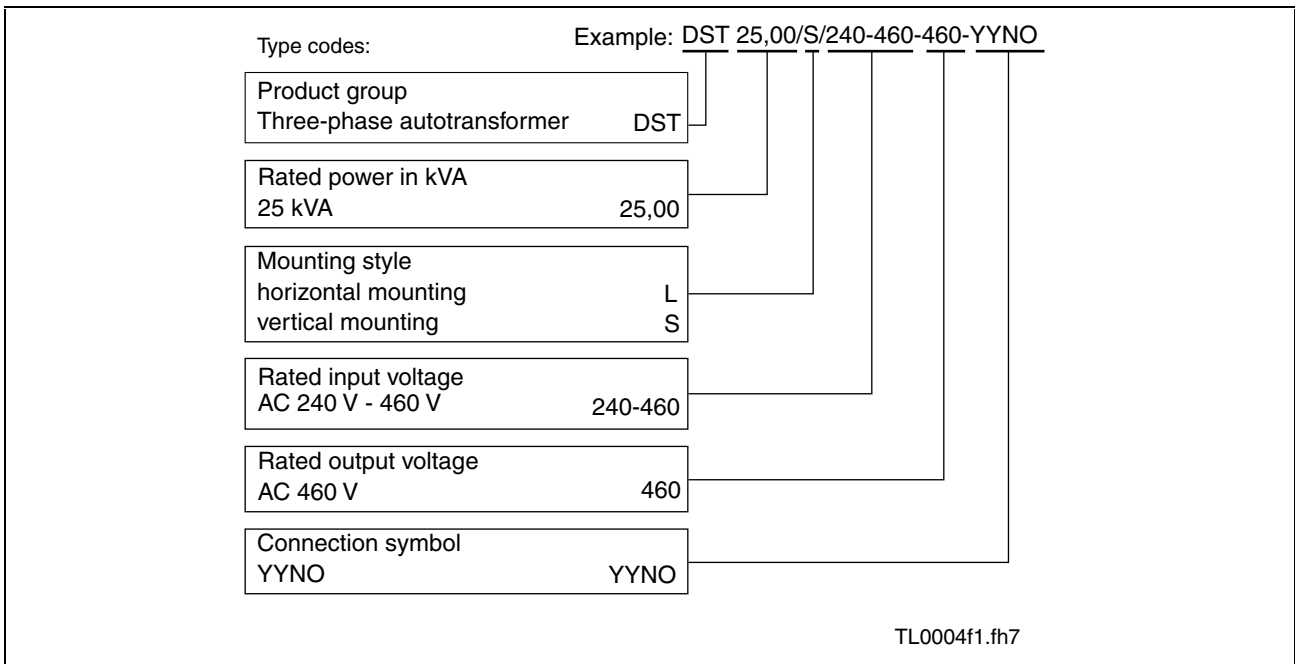 Type codes:
Example: DST 25,00/S/240-460-460-YYNO
Product group
Three-phase autotransformer DST
Rated power in kVA
25 kVA 25,00
Mounting style
horizontal mounting L
vertical mounting S
Rated input voltage
AC 240 V - 460 V 240-460
Rated output voltage
AC 460 V 460
Connection symbol
YYNO YYNO
TL0004f1.fh7